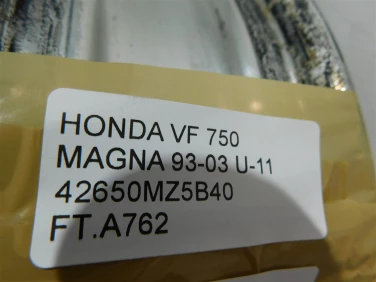 HONDA VF 750
MAGNA 93-03 U-11
42650MZ5B40
FT.A762